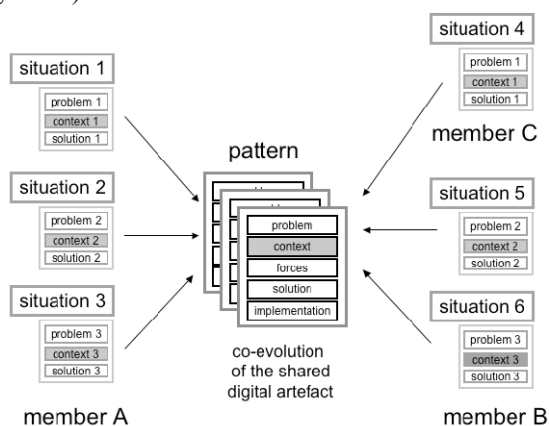 situation 1
problem 1
context 1
solution 1
situation 2
problem 2
context 2
solution 2
situation 3
problem 3
context 3
solution 3
member A
pattern
problem
context
forces
solution
implementation
co-evolution
of the shared
digital artefact
situation 4
problem 1
context 1
solution 1
member C
situation 5
problem 2
context 2
solution 2
situation 6
problem 3
context 3
solution 3
member B